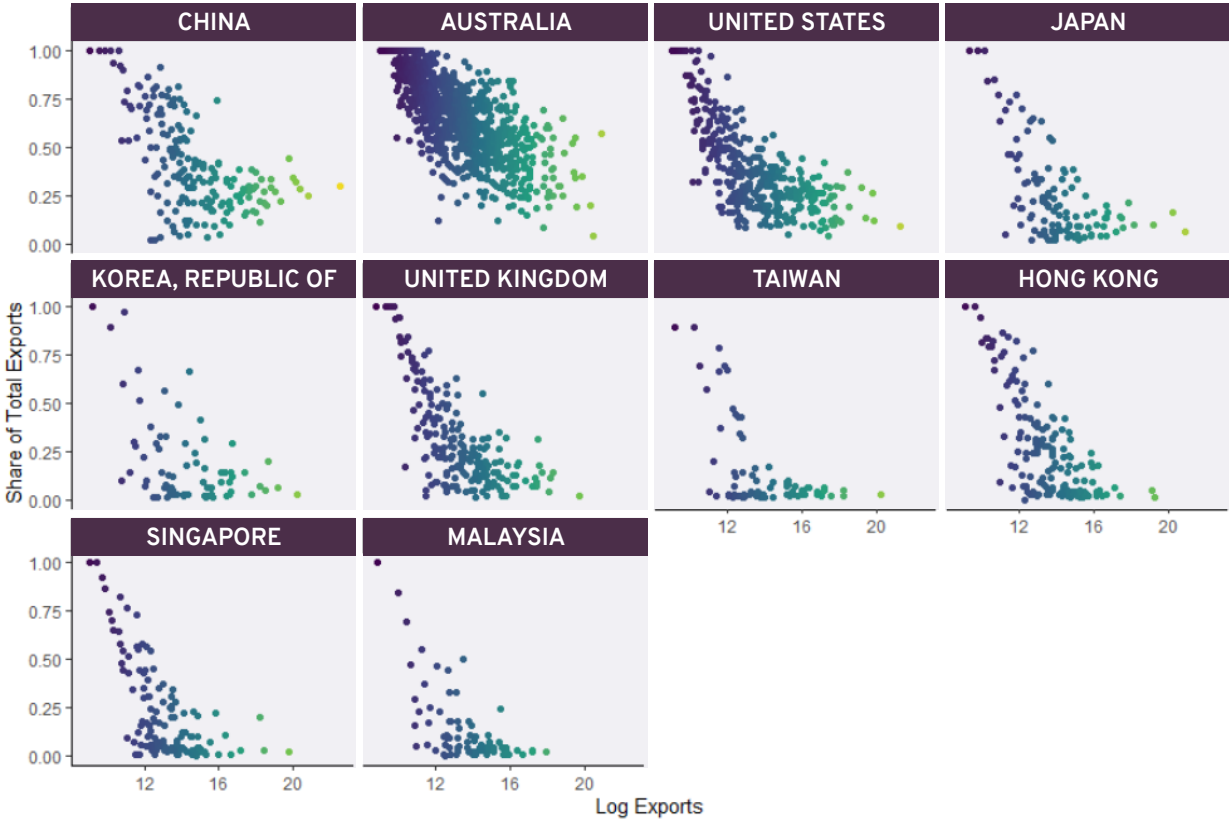 CHINA
AUSTRALIA
UNITED STATES
JAPAN
1.00
0.75
0.50
0.25
0.00
KOREA, REPUBLIC OF
UNITED KINGDOM
TAIWAN
HONG KONG
Share of Total Exports
1.00
0.75
0.50
0.25
0.00
12 16 20
12 16 20
SINGAPORE
MALAYSIA
1.00
0.75
0.50
0.25
0.00
12 16 20
12 16 20
Log Exports